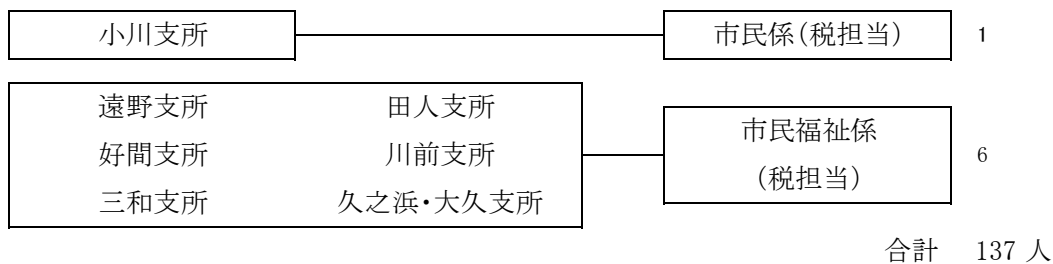 小川支所 市民係（税担当） 1
遠野支所 田人支所
市民福祉係
好間支所 川前支所 6
（税担当）
三和支所 久之浜・大久支所
合計 137 人